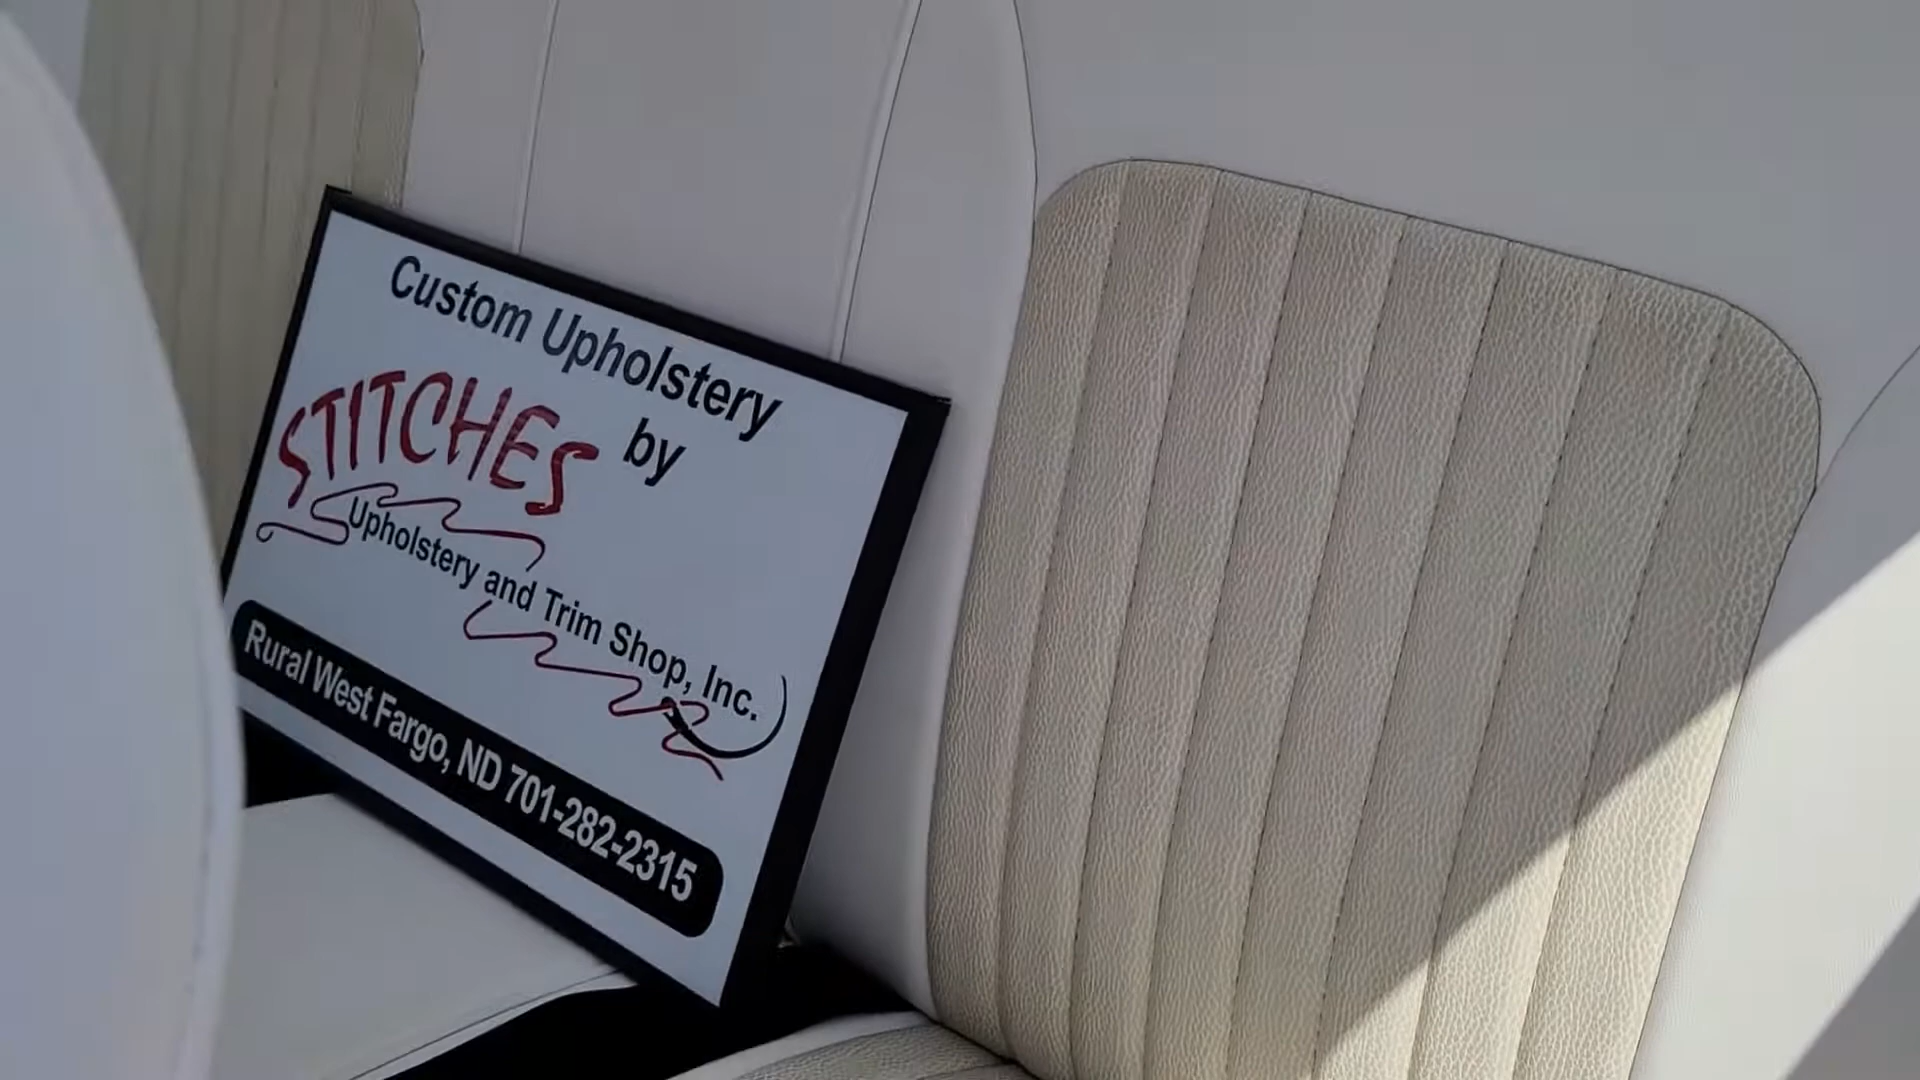 Custom Upholstery
by
STITCHES
Upholstery and Trim Shop, Inc.
Rural West Fargo, ND 701-282-2315